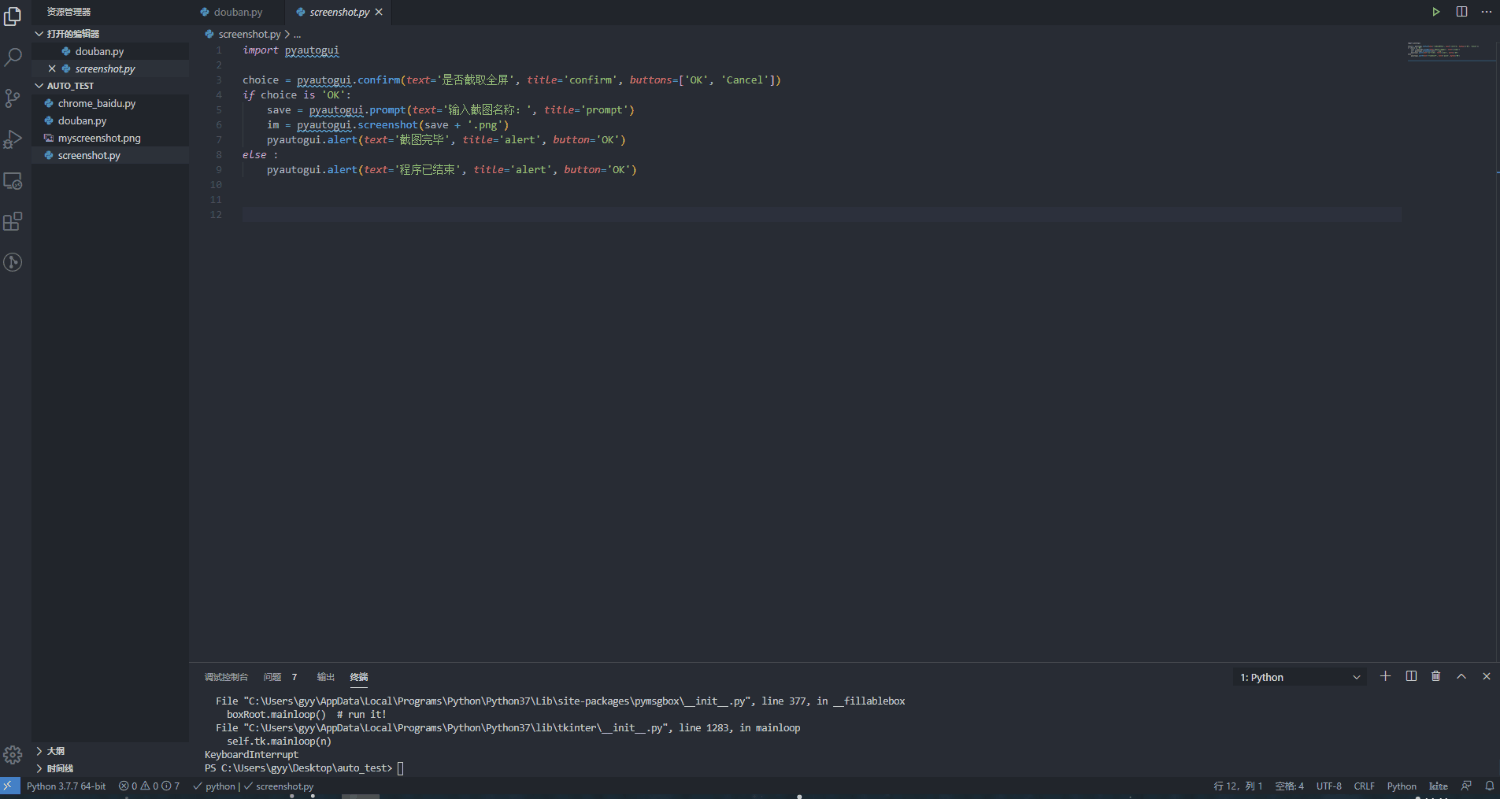 资源管理器
douban.py
screenshot.py
打开的编辑器
douban.py
screenshot.py
AUTO_TEST
chrome_baidu.py
douban.py
myscreenshot.png
screenshot.py
大纲
时间线
screenshot.py > ...
1 import pyautogui
2
3 choice = pyautogui.confirm(text='是否截取全屏', title='confirm', buttons=['OK', 'Cancel'])
4 if choice is 'OK':
5 save = pyautogui.prompt(text='输入截图名称：', title='prompt')
6 im = pyautogui.screenshot(save + '.png')
7 pyautogui.alert(text='截图完毕', title='alert', button='OK')
8 else :
9 pyautogui.alert(text='程序已结束', title='alert', button='OK')
10
11
12
调试控制台 问题 7 输出 终端 1: Python
File "C:\Users\gyy\AppData\Local\Programs\Python\Python37\Lib\site-packages\pymsgbox\__init__.py", line 377, in __fillablebox
boxRoot.mainloop() # run it!
File "C:\Users\gyy\AppData\Local\Programs\Python\Python37\lib\tkinter\__init__.py", line 1283, in mainloop
self.tk.mainloop(n)
KeyboardInterrupt
PS C:\Users\gyy\Desktop\auto_test>
Python 3.7.7 64-bit 0 0 7 python | screenshot.py 行 12，列 1 空格: 4 UTF-8 CRLF Python kite